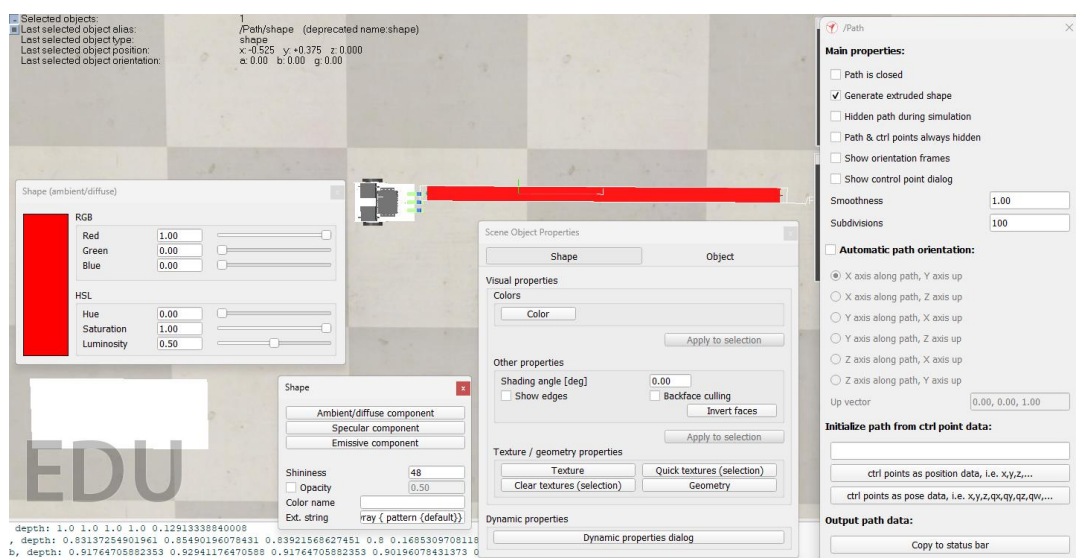 Selected objects: 1
Last selected object alias: /Path/shape (deprecated name:shape)
Last selected object type: shape
Last selected object position: x:-0.525 y:+0.375 z:0.000
Last selected object orientation: a:0.00 b:0.00 g:0.00
Shape (ambient/diffuse)
RGB
Red 1.00
Green 0.00
Blue 0.00
HSL
Hue 0.00
Saturation 1.00
Luminosity 0.50
EDU
Shape
Ambient/diffuse component
Specular component
Emissive component
Shininess 48
Opacity 0.50
Color name
Ext. string rray { pattern {default}}
Scene Object Properties
Shape Object
Visual properties
Colors
Color
Apply to selection
Other properties
Shading angle [deg] 0.00
Show edges Backface culling
Invert faces
Apply to selection
Texture / geometry properties
Texture Quick textures (selection)
Clear textures (selection) Geometry
Dynamic properties
Dynamic properties dialog
/Path
Main properties:
Path is closed
Generate extruded shape
Hidden path during simulation
Path & ctrl points always hidden
Show orientation frames
Show control point dialog
Smoothness 1.00
Subdivisions 100
Automatic path orientation:
X axis along path, Y axis up
X axis along path, Z axis up
Y axis along path, X axis up
Y axis along path, Z axis up
Z axis along path, X axis up
Z axis along path, Y axis up
Up vector 0.00, 0.00, 1.00
Initialize path from ctrl point data:
ctrl points as position data, i.e. x,y,z,...
ctrl points as pose data, i.e. x,y,z,qx,qy,qz,qw,...
Output path data:
Copy to status bar
depth: 1.0 1.0 1.0 1.0 0.12913338840008
, depth: 0.83137254901961 0.85490196078431 0.83921568627451 0.8 0.1685309708118
b, depth: 0.91764705882353 0.92941176470588 0.91764705882353 0.90196078431373 0